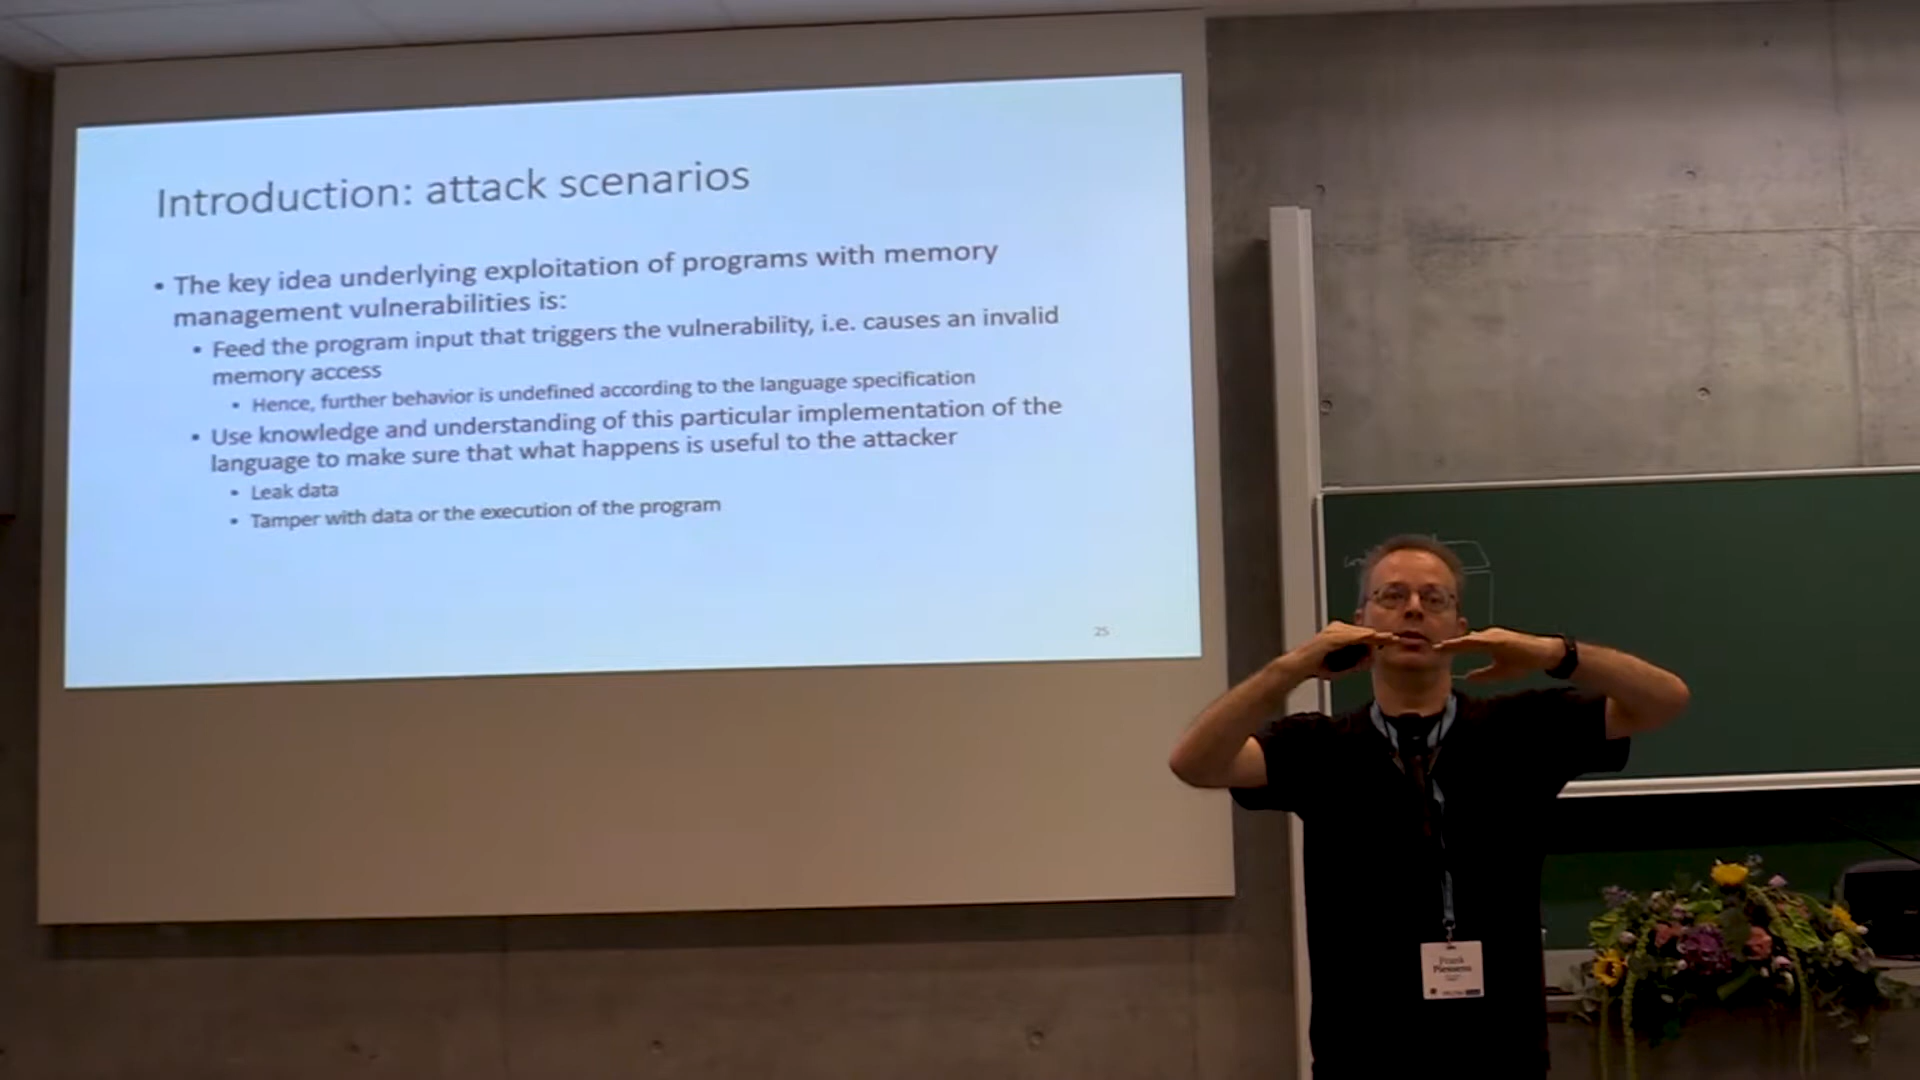 Introduction: attack scenarios
• The key idea underlying exploitation of programs with memory
management vulnerabilities is:
• Feed the program input that triggers the vulnerability, i.e. causes an invalid
memory access
• Hence, further behavior is undefined according to the language specification
• Use knowledge and understanding of this particular implementation of the
language to make sure that what happens is useful to the attacker
• Leak data
• Tamper with data or the execution of the program
25
Frank